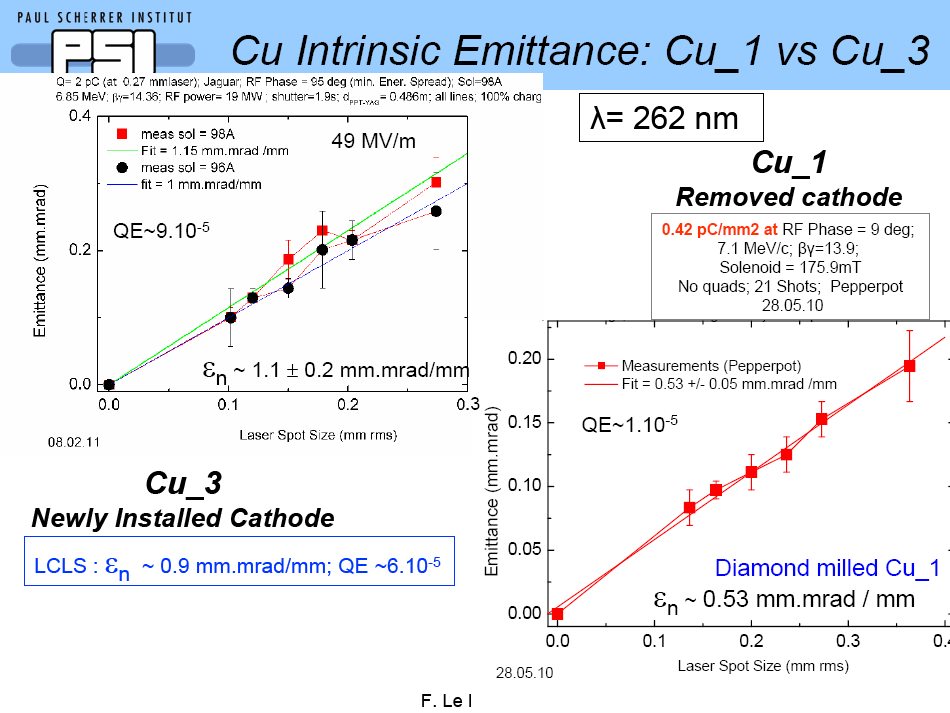 PAUL SCHERRER INSTITUT
PSI
Cu Intrinsic Emittance: Cu_1 vs Cu_3
Q= 2 pC (at 0.27 mmlaser); Jaguar; RF Phase = 95 deg (min. Ener. Spread); Sol=98A
6.85 MeV; βγ=14.36; RF power= 19 MW ; shutter=1.9s; d_PPT-YAG= 0.486m; all lines; 100% charg
0.4
0.2
0.0
Emittance (mm.mrad)
meas sol = 98A
Fit = 1.15 mm.mrad /mm
meas sol = 96A
fit = 1 mm.mrad/mm
49 MV/m
QE~9.10-5
εn ~ 1.1 ± 0.2 mm.mrad/mm
0.0 0.1 0.2 0.3
Laser Spot Size (mm rms)
08.02.11
Cu_3
Newly Installed Cathode
LCLS : εn ~ 0.9 mm.mrad/mm; QE ~6.10-5
λ= 262 nm
Cu_1
Removed cathode
0.42 pC/mm2 at RF Phase = 9 deg;
7.1 MeV/c; βγ=13.9;
Solenoid = 175.9mT
No quads; 21 Shots; Pepperpot
28.05.10
0.20
0.15
0.10
0.05
0.00
Emittance (mm.mrad)
Measurements (Pepperpot)
Fit = 0.53 +/- 0.05 mm.mrad /mm
QE~1.10-5
Diamond milled Cu_1
εn ~ 0.53 mm.mrad / mm
0.0 0.1 0.2 0.3 0.4
Laser Spot Size (mm rms)
28.05.10
F. Le